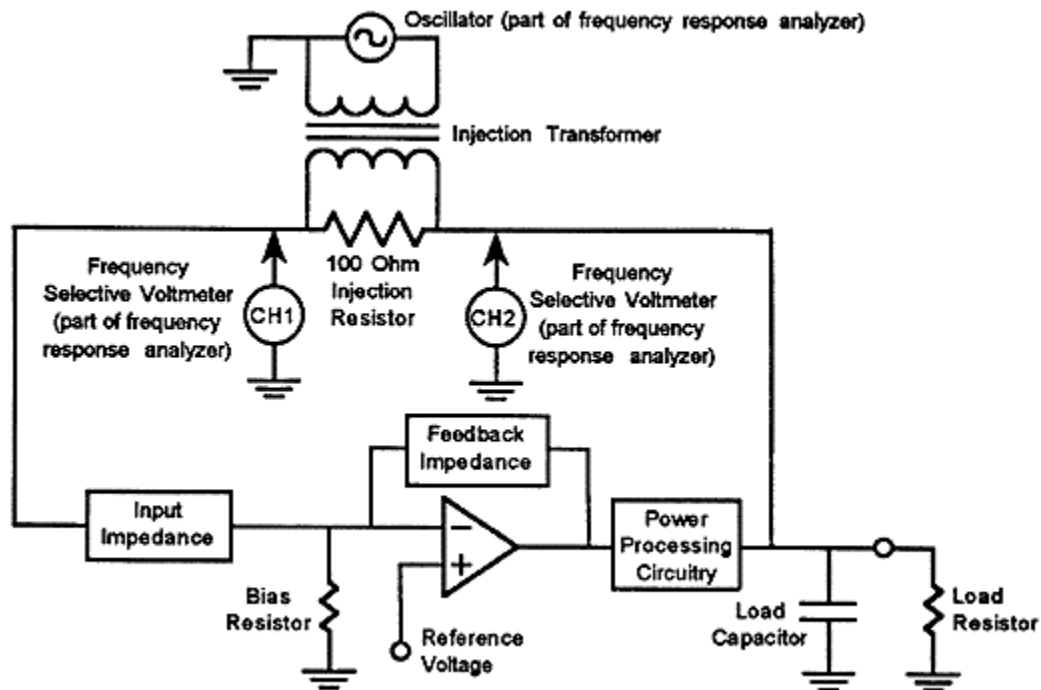 Oscillator (part of frequency response analyzer)
Injection Transformer
Frequency
Selective Voltmeter
(part of frequency
response analyzer)
CH1
100 Ohm
Injection
Resistor
CH2
Frequency
Selective Voltmeter
(part of frequency
response analyzer)
Feedback
Impedance
Input
Impedance
Bias
Resistor
−
+
Reference
Voltage
Power
Processing
Circuitry
Load
Capacitor
Load
Resistor